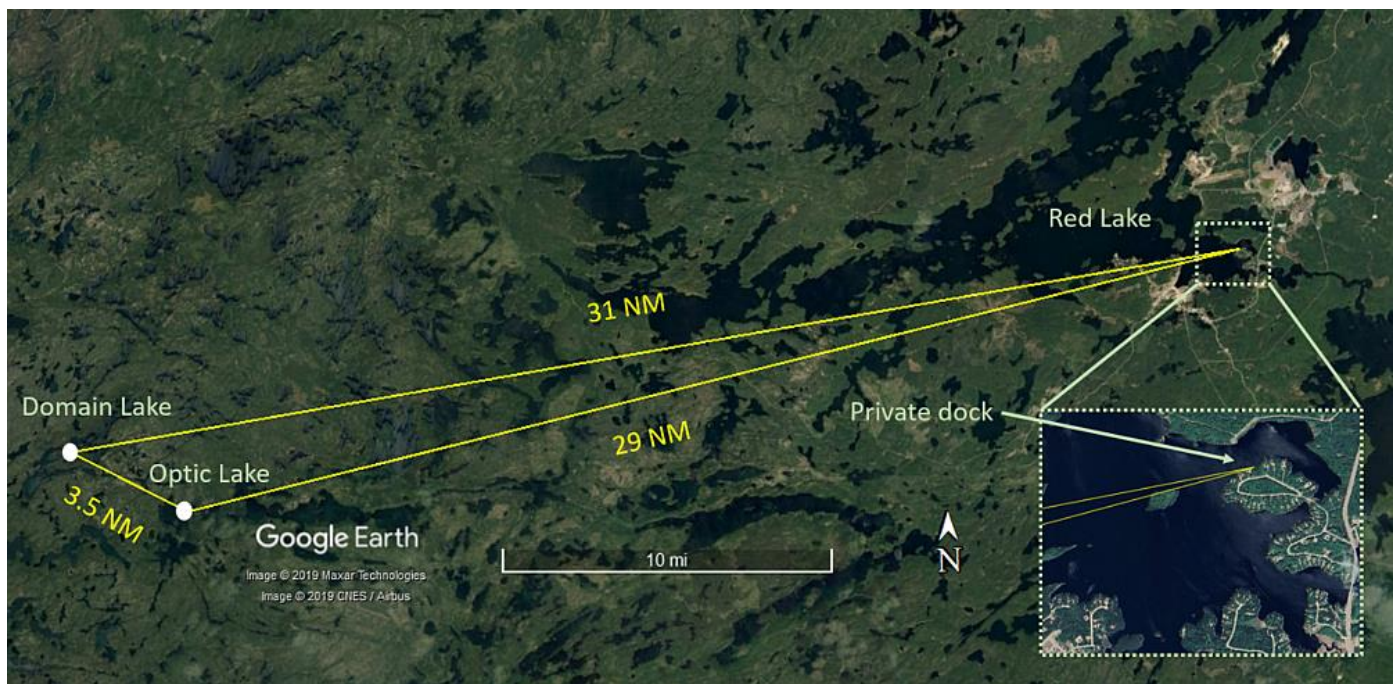 Red Lake
31 NM
Domain Lake
Private dock
29 NM
Optic Lake
3.5 NM
Google Earth
10 mi
N
Image © 2019 Maxar Technologies
Image © 2019 CNES / Airbus